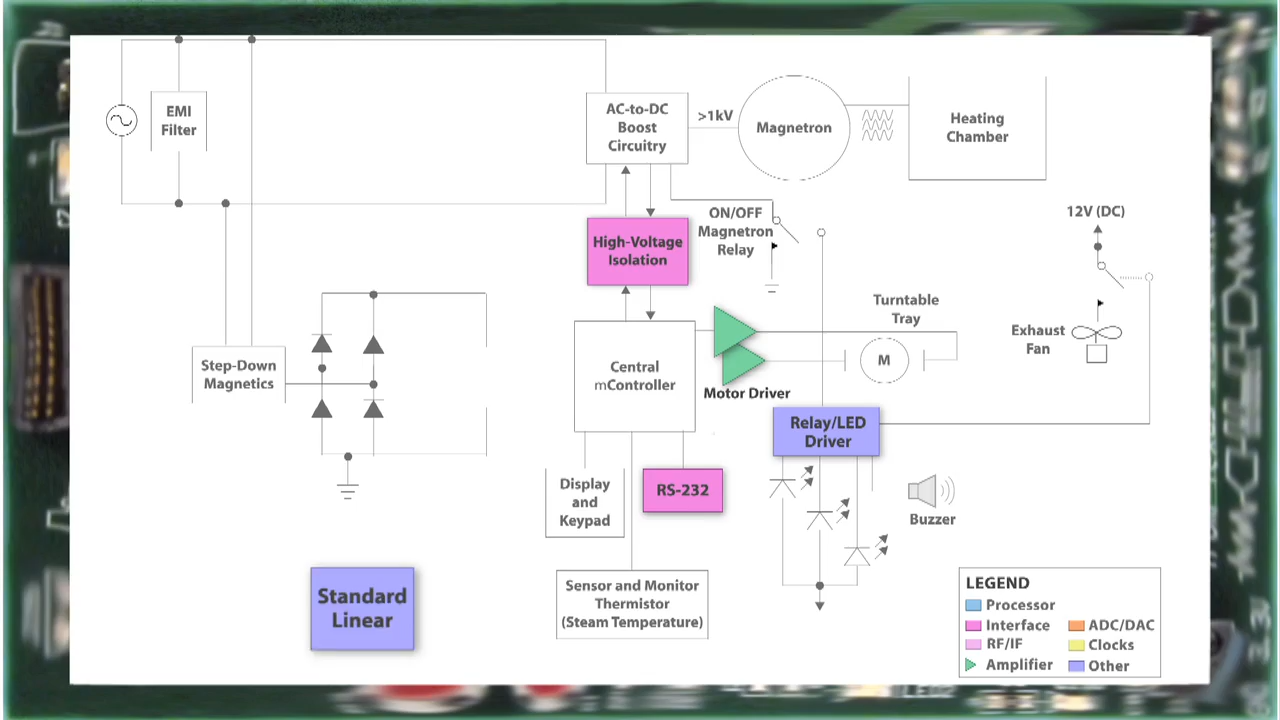 EMI
Filter
AC-to-DC
Boost
Circuitry
>1kV
Magnetron
Heating
Chamber
12V (DC)
ON/OFF
Magnetron
Relay
High-Voltage
Isolation
Turntable
Tray
Exhaust
Fan
Step-Down
Magnetics
Central
mController
M
Motor Driver
Relay/LED
Driver
Display
and
Keypad
RS-232
Buzzer
Sensor and Monitor
Thermistor
(Steam Temperature)
Standard
Linear
LEGEND
Processor
Interface
ADC/DAC
RF/IF
Clocks
Amplifier
Other